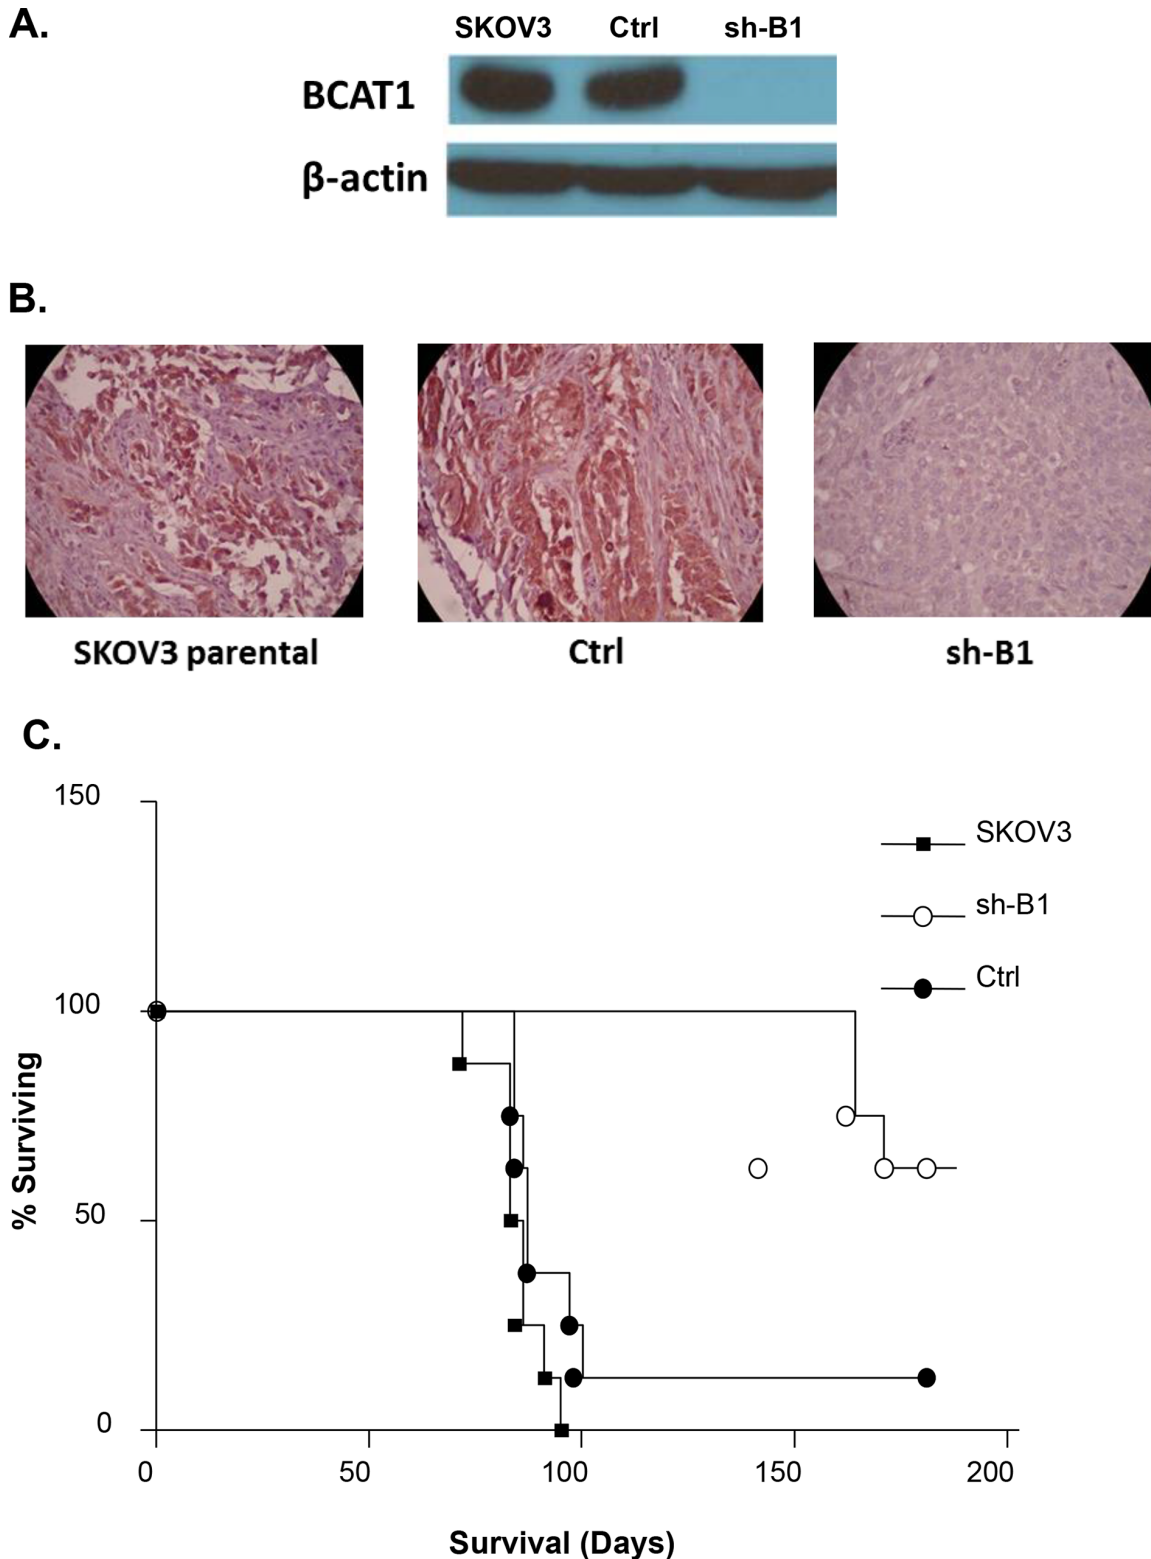 A.
SKOV3 Ctrl sh-B1
BCAT1
β-actin
B.
SKOV3 parental Ctrl sh-B1
C.
150
100
50
0
% Surviving
SKOV3
sh-B1
Ctrl
0 50 100 150 200
Survival (Days)